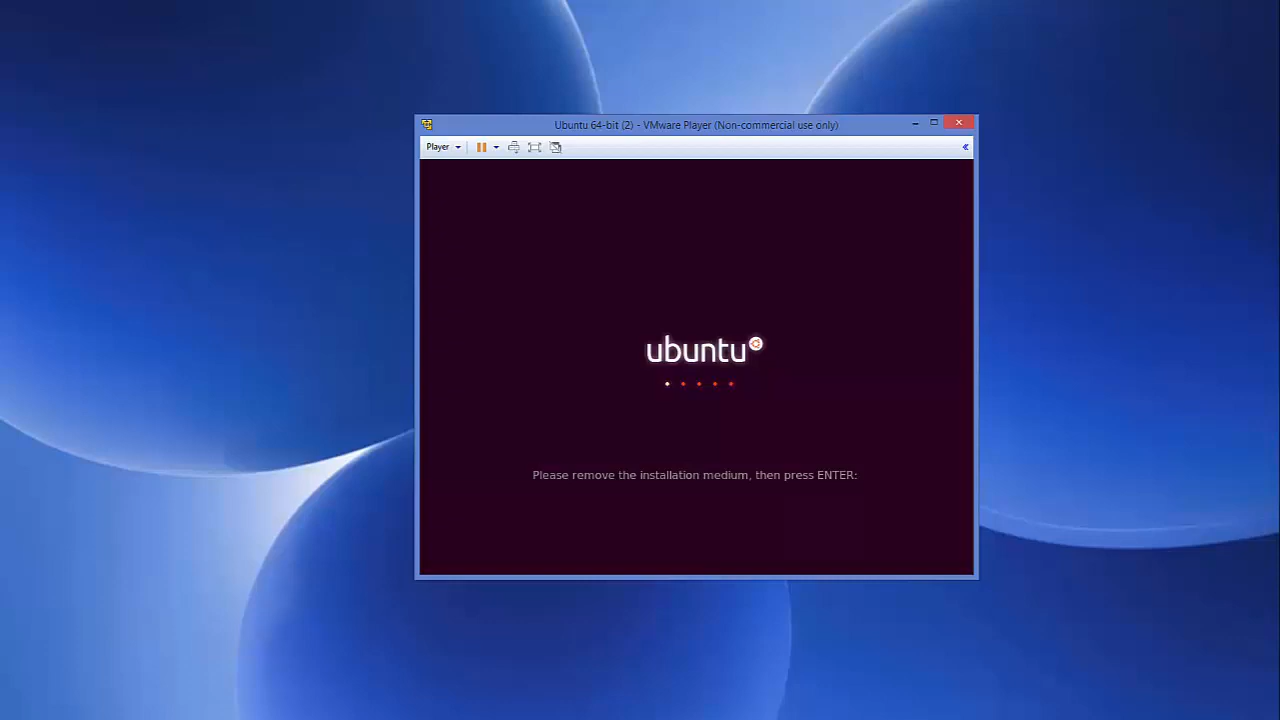 Ubuntu 64-bit (2) - VMware Player (Non-commercial use only)
Player
ubuntu
Please remove the installation medium, then press ENTER: